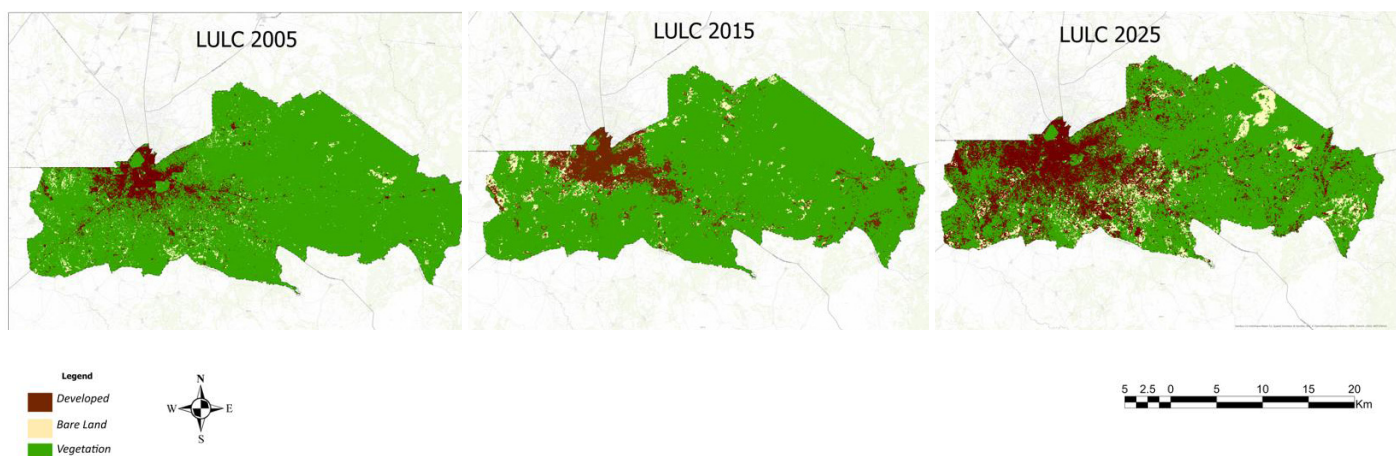 LULC 2005
LULC 2015
LULC 2025
Legend
Developed
Bare Land
Vegetation
N
W E
S
5 2.5 0 5 10 15 20
Km